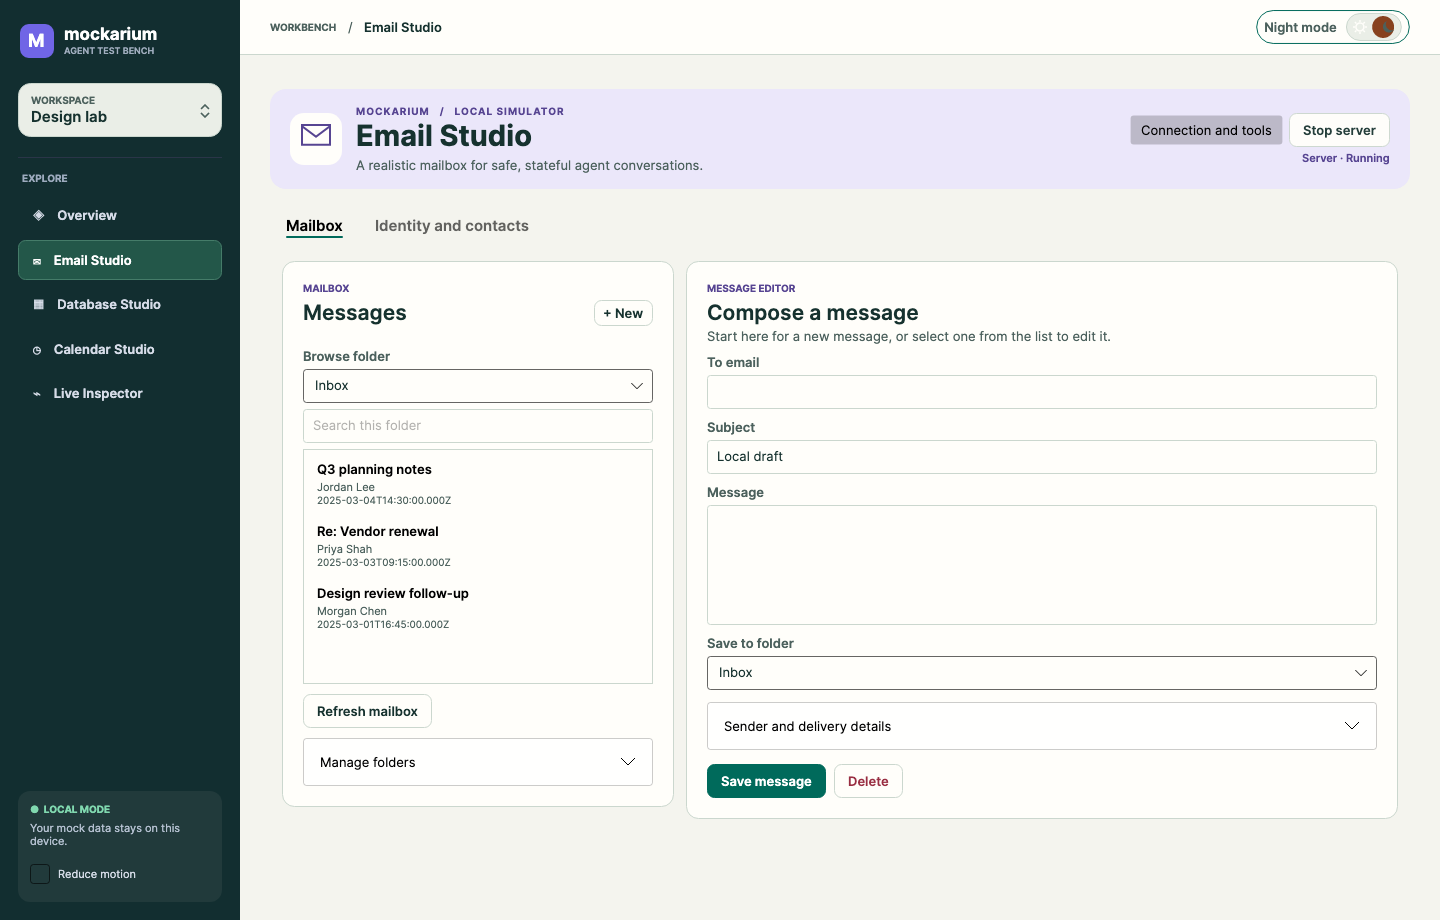 M
mockarium
AGENT TEST BENCH
WORKSPACE
Design lab
EXPLORE
Overview
Email Studio
Database Studio
Calendar Studio
Live Inspector
LOCAL MODE
Your mock data stays on this
device.
Reduce motion
WORKBENCH / Email Studio
Night mode
MOCKARIUM / LOCAL SIMULATOR
Email Studio
A realistic mailbox for safe, stateful agent conversations.
Connection and tools
Stop server
Server · Running
Mailbox
Identity and contacts
MAILBOX
Messages
+ New
Browse folder
Inbox
Search this folder
Q3 planning notes
Jordan Lee
2025-03-04T14:30:00.000Z
Re: Vendor renewal
Priya Shah
2025-03-03T09:15:00.000Z
Design review follow-up
Morgan Chen
2025-03-01T16:45:00.000Z
Refresh mailbox
Manage folders
MESSAGE EDITOR
Compose a message
Start here for a new message, or select one from the list to edit it.
To email
Subject
Local draft
Message
Save to folder
Inbox
Sender and delivery details
Save message
Delete